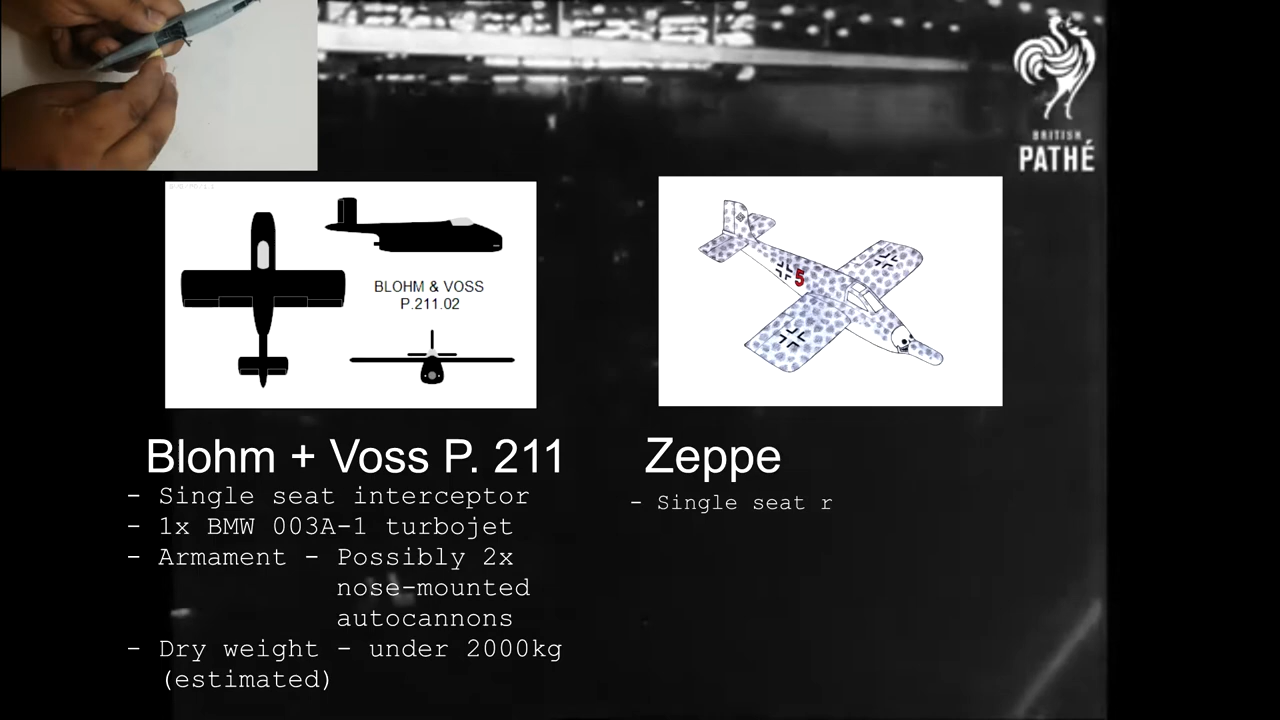 BRITISH
PATHÉ
BLOHM & VOSS
P.211.02
5
Blohm + Voss P. 211
- Single seat interceptor
- 1x BMW 003A-1 turbojet
- Armament - Possibly 2x
nose-mounted
autocannons
- Dry weight - under 2000kg
(estimated)
Zeppe
- Single seat r